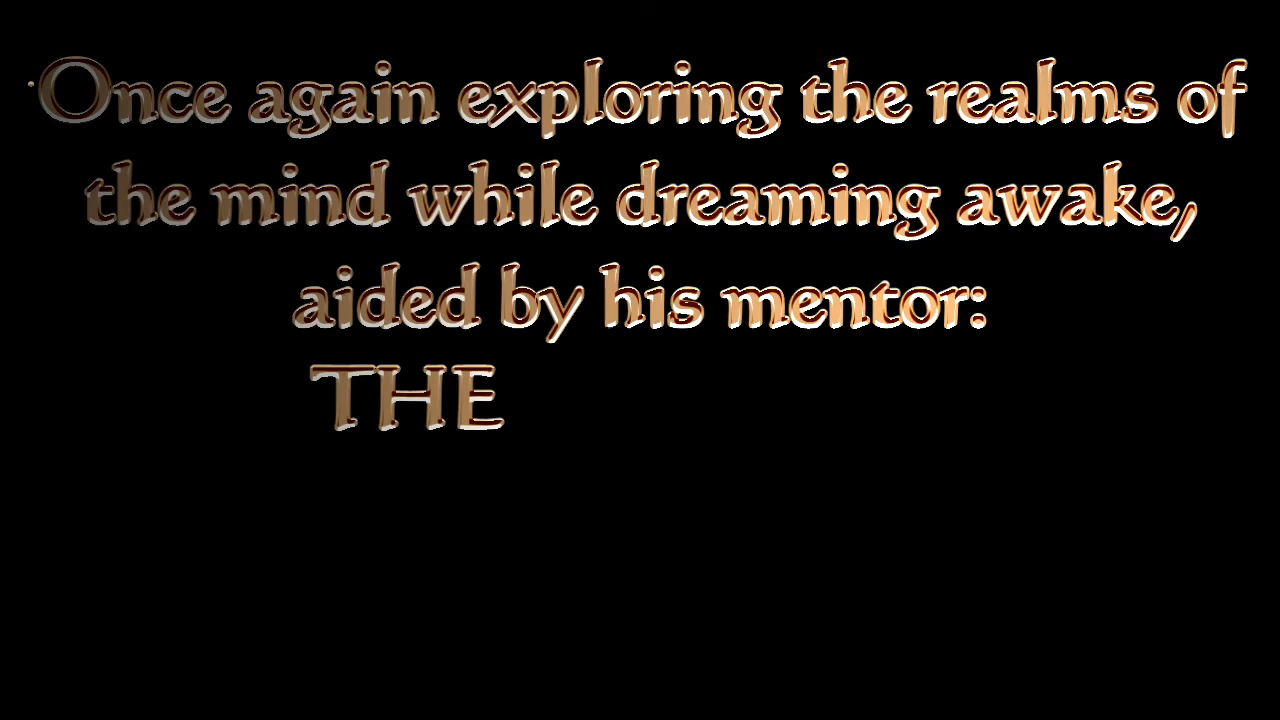 Once again exploring the realms of
the mind while dreaming awake,
aided by his mentor:
THE